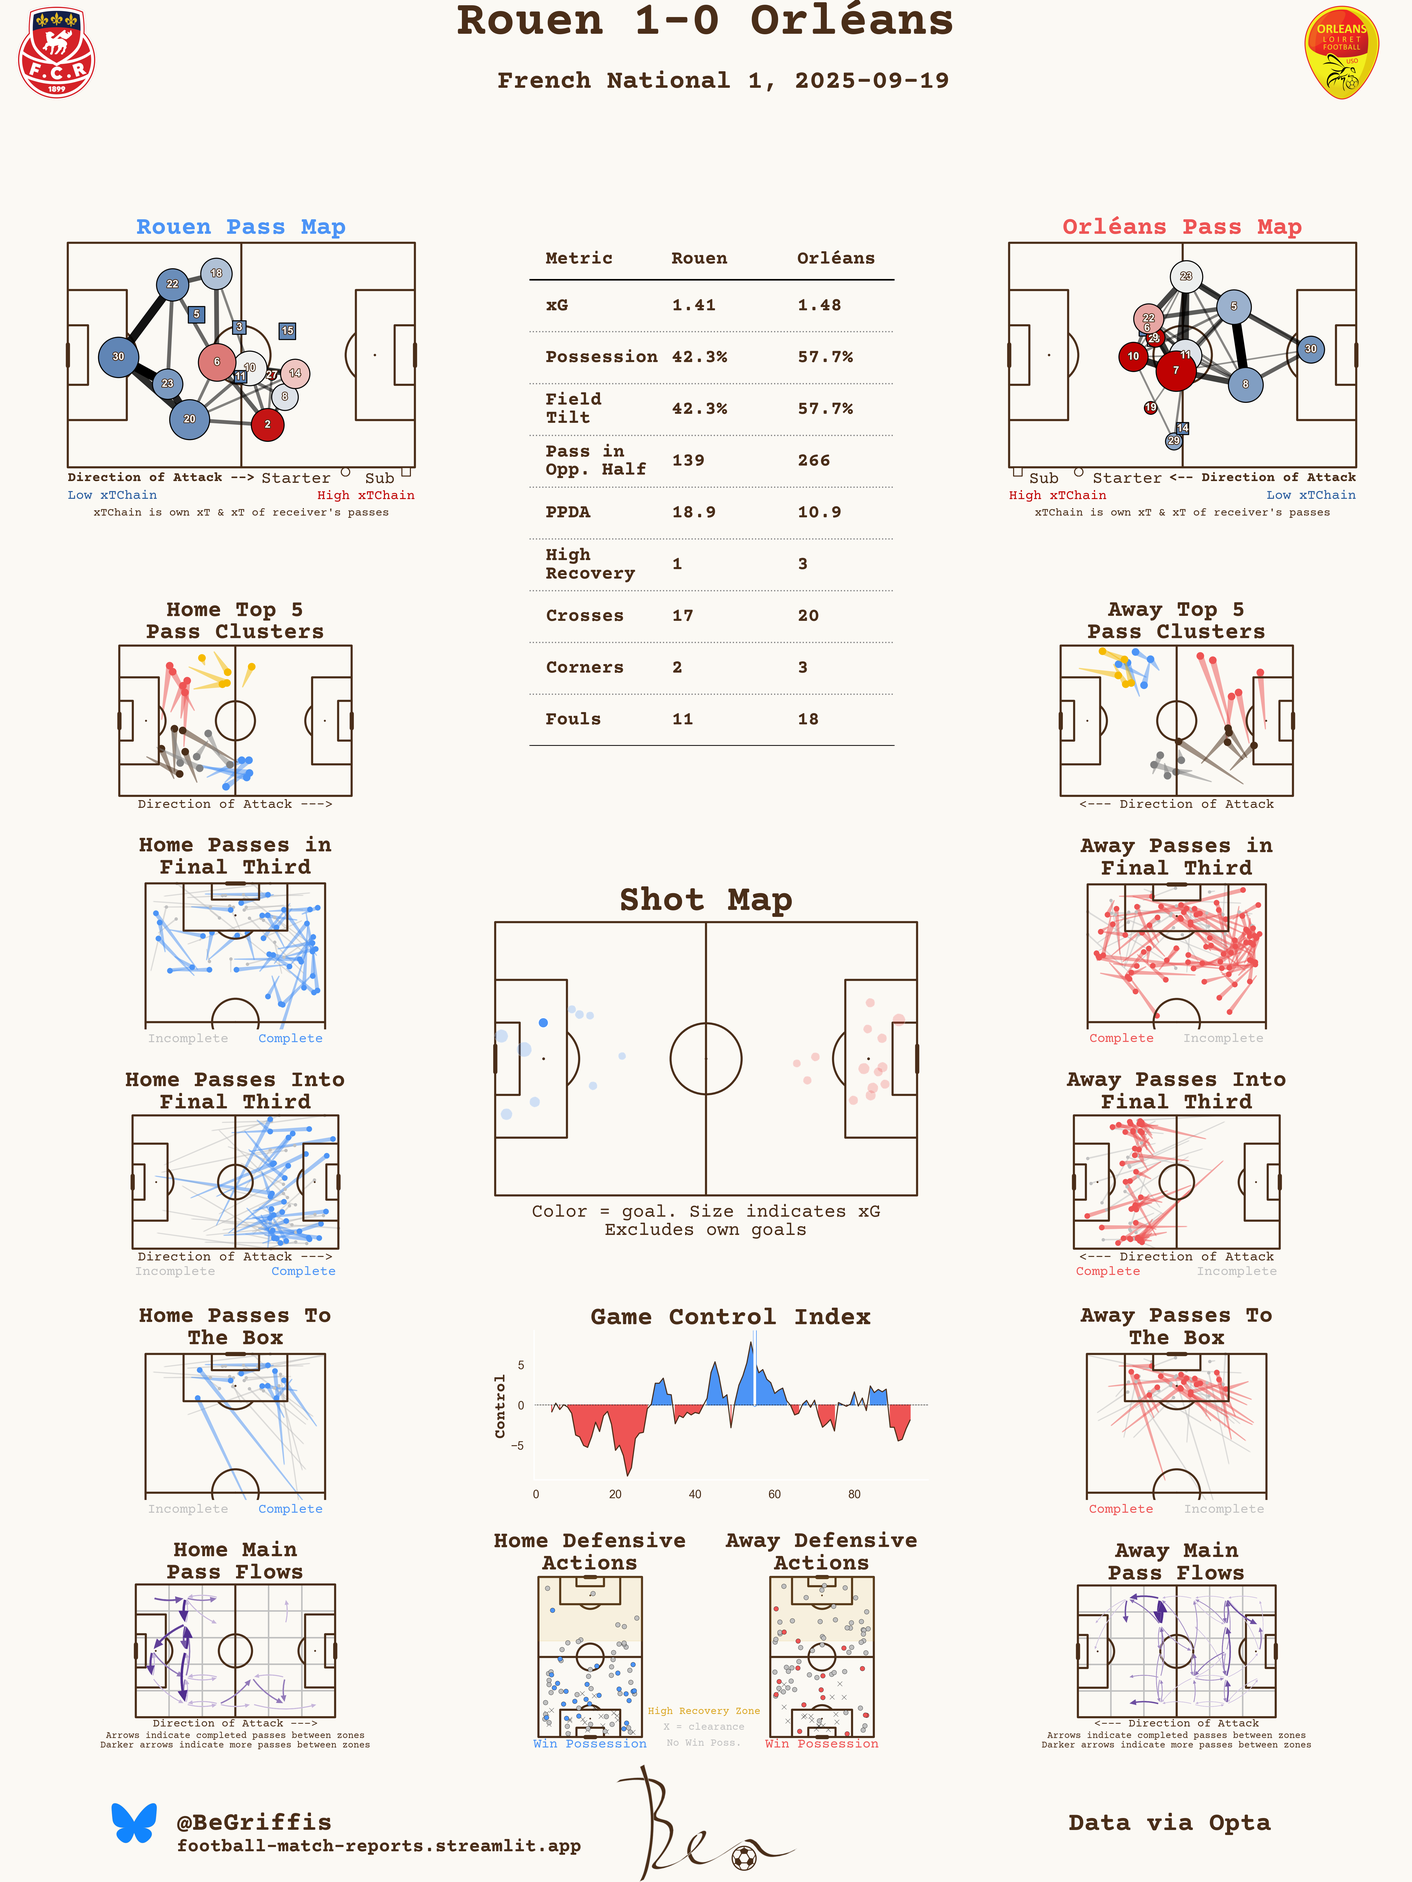 Rouen 1-0 Orléans
French National 1, 2025-09-19
F.C.R
1899
ORLEANS
LOIRET
FOOTBALL
USO
Rouen Pass Map
22
18
5
3
15
30
6
10
11
27
14
23
8
20
2
Direction of Attack --> Starter Sub
Low xTChain High xTChain
xTChain is own xT & xT of receiver's passes
Metric Rouen Orléans
xG 1.41 1.48
Possession 42.3% 57.7%
Field
Tilt 42.3% 57.7%
Pass in
Opp. Half 139 266
PPDA 18.9 10.9
High
Recovery 1 3
Crosses 17 20
Corners 2 3
Fouls 11 18
Orléans Pass Map
23
5
22
6
10
11
30
7
8
19
14
29
Sub Starter <-- Direction of Attack
High xTChain Low xTChain
xTChain is own xT & xT of receiver's passes
Home Top 5
Pass Clusters
Direction of Attack --->
Away Top 5
Pass Clusters
<--- Direction of Attack
Home Passes in
Final Third
Incomplete Complete
Away Passes in
Final Third
Complete Incomplete
Shot Map
Color = goal. Size indicates xG
Excludes own goals
Home Passes Into
Final Third
Direction of Attack --->
Incomplete Complete
Away Passes Into
Final Third
<--- Direction of Attack
Complete Incomplete
Home Passes To
The Box
Incomplete Complete
Game Control Index
Control
5
0
−5
0 20 40 60 80
Away Passes To
The Box
Complete Incomplete
Home Main
Pass Flows
Direction of Attack --->
Arrows indicate completed passes between zones
Darker arrows indicate more passes between zones
Home Defensive
Actions
Win Possession
Away Defensive
Actions
Win Possession
High Recovery Zone
X = clearance
No Win Poss.
Away Main
Pass Flows
<--- Direction of Attack
Arrows indicate completed passes between zones
Darker arrows indicate more passes between zones
@BeGriffis
football-match-reports.streamlit.app
Ben
Data via Opta